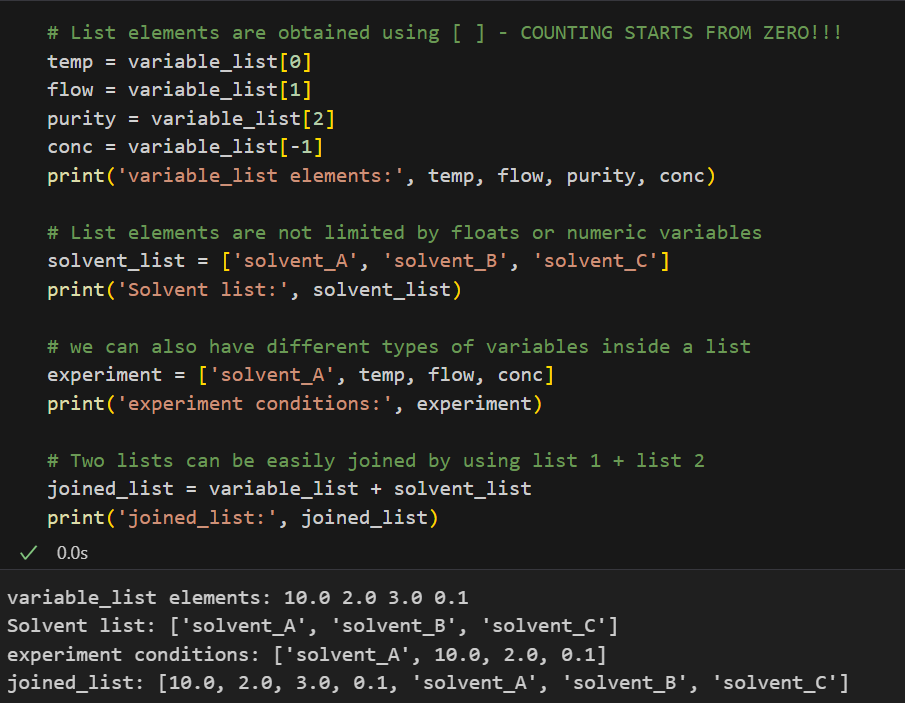 # List elements are obtained using [ ] - COUNTING STARTS FROM ZERO!!!
temp = variable_list[0]
flow = variable_list[1]
purity = variable_list[2]
conc = variable_list[-1]
print('variable_list elements:', temp, flow, purity, conc)
# List elements are not limited by floats or numeric variables
solvent_list = ['solvent_A', 'solvent_B', 'solvent_C']
print('Solvent list:', solvent_list)
# we can also have different types of variables inside a list
experiment = ['solvent_A', temp, flow, conc]
print('experiment conditions:', experiment)
# Two lists can be easily joined by using list 1 + list 2
joined_list = variable_list + solvent_list
print('joined_list:', joined_list)
0.0s
variable_list elements: 10.0 2.0 3.0 0.1
Solvent list: ['solvent_A', 'solvent_B', 'solvent_C']
experiment conditions: ['solvent_A', 10.0, 2.0, 0.1]
joined_list: [10.0, 2.0, 3.0, 0.1, 'solvent_A', 'solvent_B', 'solvent_C']